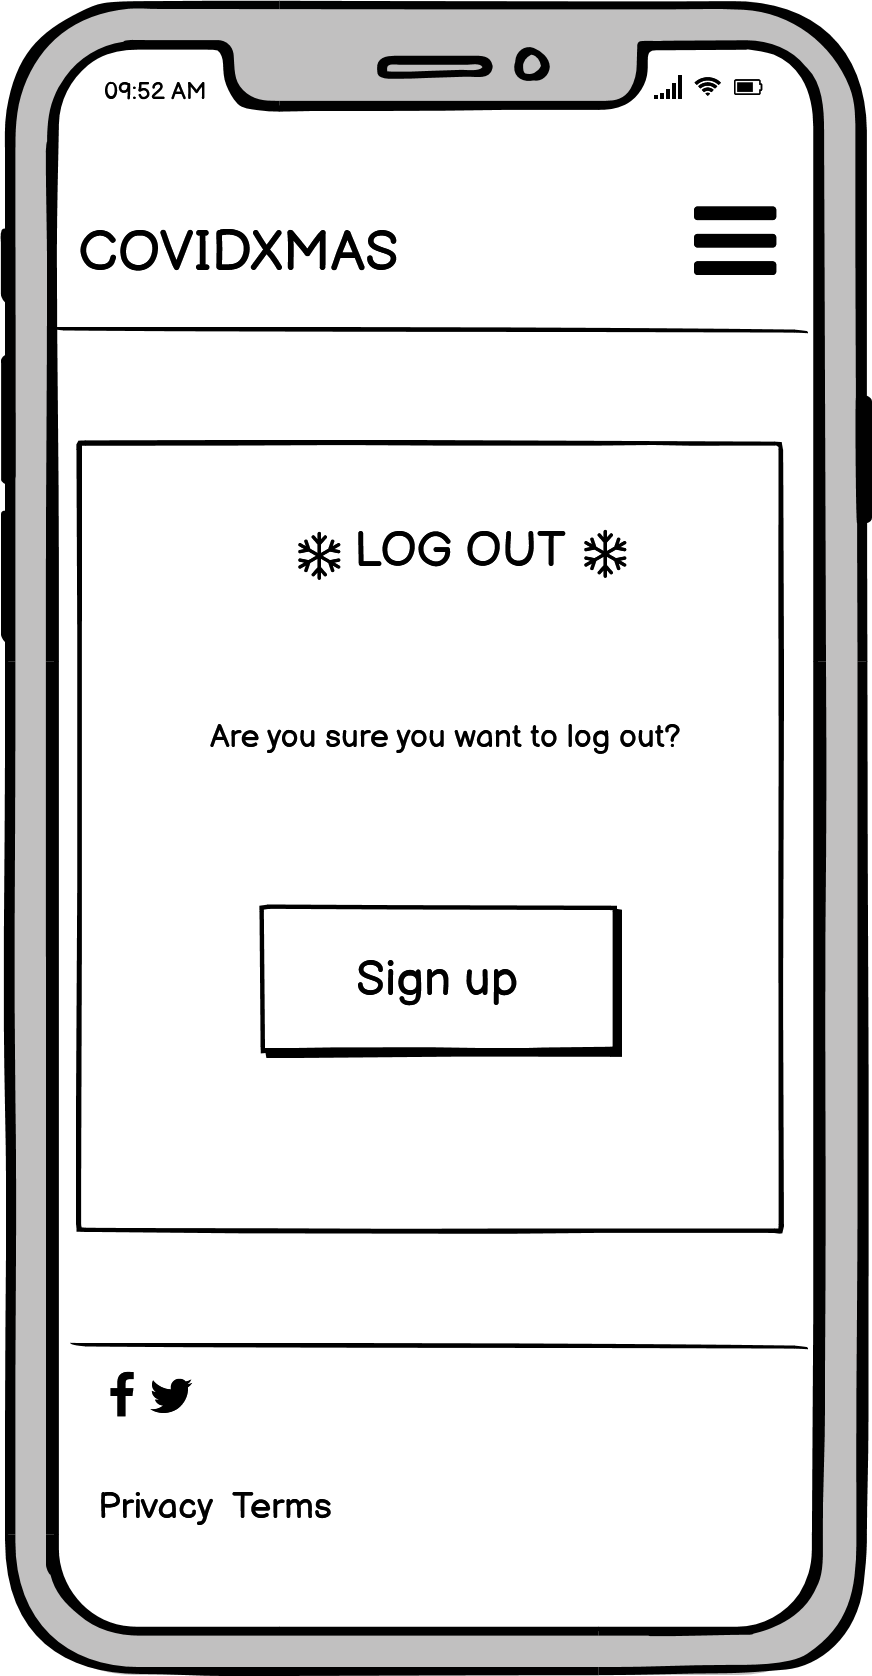 09:52 AM
COVIDXMAS
LOG OUT
Are you sure you want to log out?
Sign up
Privacy Terms